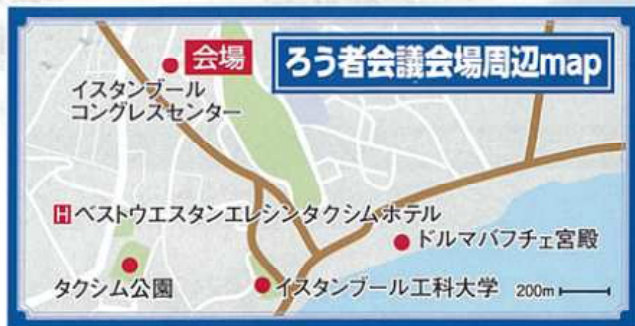 ろう者会議会場周辺map
会場
イスタンブール
コングレスセンター
Hベストウエスタンエレシンタクシムホテル
ドルマバフチェ宮殿
タクシム公園
イスタンブール工科大学
200m